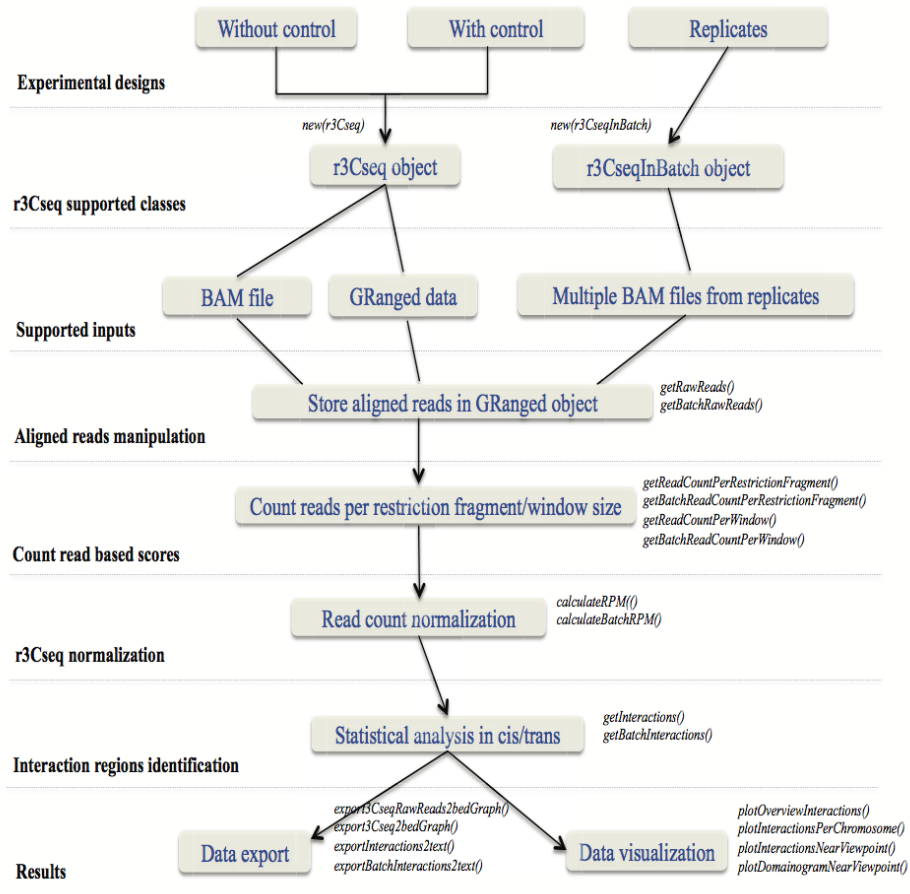 Without control
With control
Replicates
Experimental designs
new(r3Cseq)
new(r3CseqInBatch)
r3Cseq object
r3CseqInBatch object
r3Cseq supported classes
BAM file
GRanged data
Multiple BAM files from replicates
Supported inputs
Store aligned reads in GRanged object
getRawReads()
getBatchRawReads()
Aligned reads manipulation
Count reads per restriction fragment/window size
getReadCountPerRestrictionFragment()
getBatchReadCountPerRestrictionFragment()
getReadCountPerWindow()
getBatchReadCountPerWindow()
Count read based scores
Read count normalization
calculateRPM(()
calculateBatchRPM()
r3Cseq normalization
Statistical analysis in cis/trans
getInteractions()
getBatchInteractions()
Interaction regions identification
export3CseqRawReads2bedGraph()
export3Cseq2bedGraph()
exportInteractions2text()
exportBatchInteractions2text()
Data export
Data visualization
plotOverviewInteractions()
plotInteractionsPerChromosome()
plotInteractionsNearViewpoint()
plotDomainogramNearViewpoint()
Results